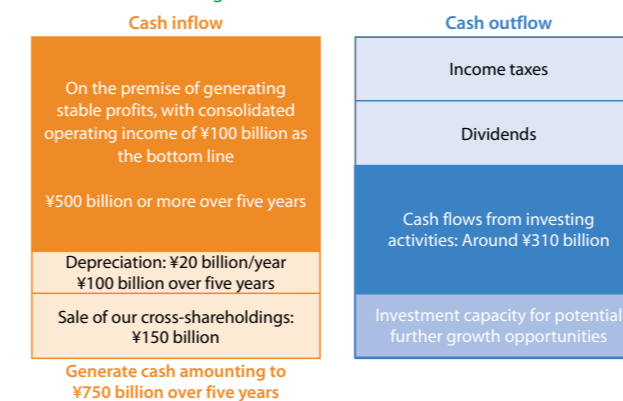 Cash inflow
On the premise of generating
stable profits, with consolidated
operating income of ¥100 billion as
the bottom line
¥500 billion or more over five years
Depreciation: ¥20 billion/year
¥100 billion over five years
Sale of our cross-shareholdings:
¥150 billion
Generate cash amounting to
¥750 billion over five years
Cash outflow
Income taxes
Dividends
Cash flows from investing
activities: Around ¥310 billion
Investment capacity for potential
further growth opportunities